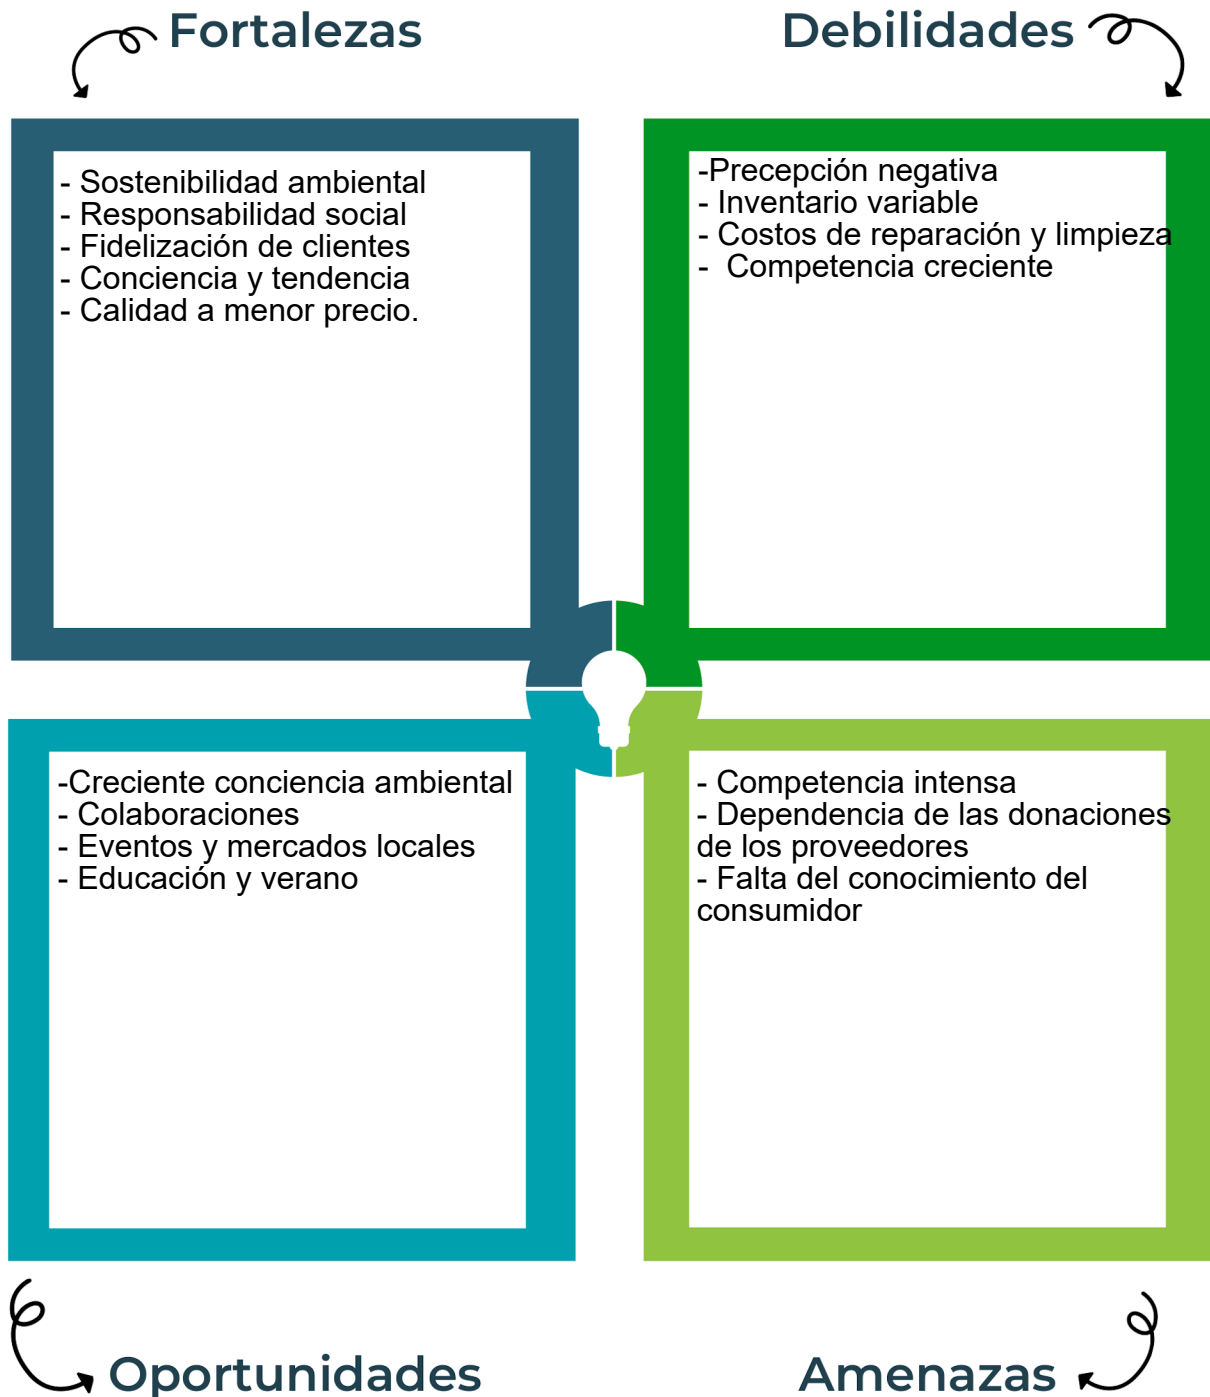 Fortalezas
- Sostenibilidad ambiental
- Responsabilidad social
- Fidelización de clientes
- Conciencia y tendencia
- Calidad a menor precio.
Debilidades
-Precepción negativa
- Inventario variable
- Costos de reparación y limpieza
- Competencia creciente
-Creciente conciencia ambiental
- Colaboraciones
- Eventos y mercados locales
- Educación y verano
Oportunidades
- Competencia intensa
- Dependencia de las donaciones
de los proveedores
- Falta del conocimiento del
consumidor
Amenazas